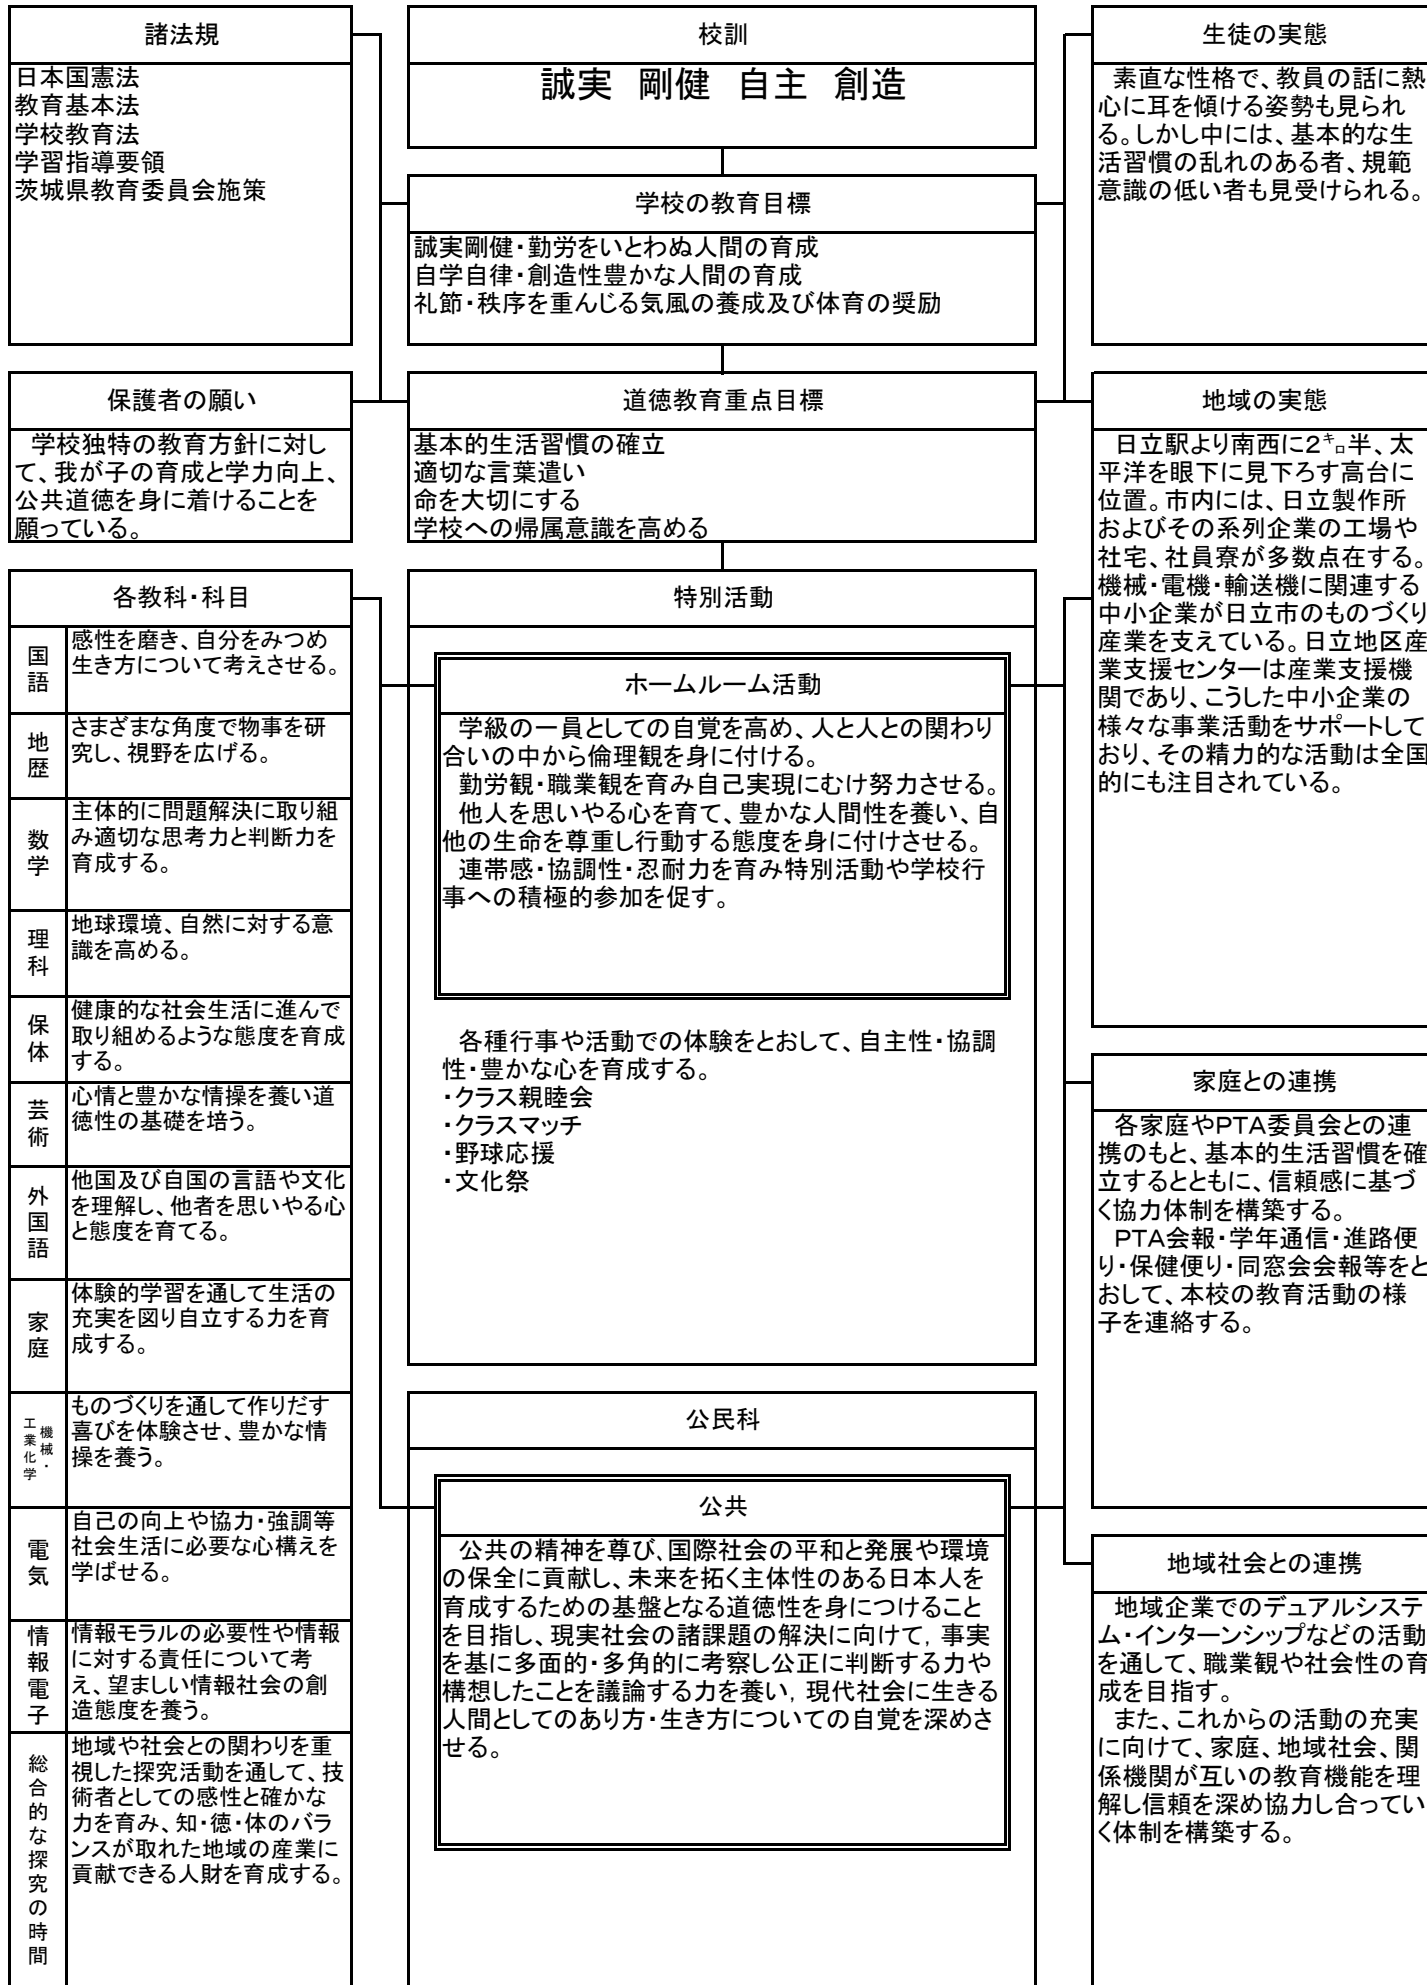 諸法規
日本国憲法
教育基本法
学校教育法
学習指導要領
茨城県教育委員会施策
校訓
誠実　剛健　自主　創造
学校の教育目標
誠実剛健・勤労をいとわぬ人間の育成
自学自律・創造性豊かな人間の育成
礼節・秩序を重んじる気風の養成及び体育の奨励
生徒の実態
素直な性格で、教員の話に熱
心に耳を傾ける姿勢も見られ
る。しかし中には、基本的な生
活習慣の乱れのある者、規範
意識の低い者も見受けられる。
保護者の願い
学校独特の教育方針に対し
て、我が子の育成と学力向上、
公共道徳を身に着けることを
願っている。
道徳教育重点目標
基本的生活習慣の確立
適切な言葉遣い
命を大切にする
学校への帰属意識を高める
地域の実態
日立駅より南西に2㌔半、太
平洋を眼下に見下ろす高台に
位置。市内には、日立製作所
およびその系列企業の工場や
社宅、社員寮が多数点在する。
機械・電機・輸送機に関連する
中小企業が日立市のものづくり
産業を支えている。日立地区産
業支援センターは産業支援機
関であり、こうした中小企業の
様々な事業活動をサポートして
おり、その精力的な活動は全国
的にも注目されている。
各教科・科目
国語
感性を磨き、自分をみつめ
生き方について考えさせる。
地歴
さまざまな角度で物事を研
究し、視野を広げる。
数学
主体的に問題解決に取り組
み適切な思考力と判断力を
育成する。
理科
地球環境、自然に対する意
識を高める。
保体
健康的な社会生活に進んで
取り組めるような態度を育成
する。
芸術
心情と豊かな情操を養い道
徳性の基礎を培う。
外国語
他国及び自国の言語や文化
を理解し、他者を思いやる心
と態度を育てる。
家庭
体験的学習を通して生活の
充実を図り自立する力を育
成する。
機械・
工業化学
ものづくりを通して作りだす
喜びを体験させ、豊かな情
操を養う。
電気
自己の向上や協力・強調等
社会生活に必要な心構えを
学ばせる。
情報電子
情報モラルの必要性や情報
に対する責任について考
え、望ましい情報社会の創
造態度を養う。
総合的な探究の時間
地域や社会との関わりを重
視した探究活動を通して、技
術者としての感性と確かな
力を育み、知・徳・体のバラ
ンスが取れた地域の産業に
貢献できる人財を育成する。
特別活動
ホームルーム活動
学級の一員としての自覚を高め、人と人との関わり
合いの中から倫理観を身に付ける。
勤労観・職業観を育み自己実現にむけ努力させる。
他人を思いやる心を育て、豊かな人間性を養い、自
他の生命を尊重し行動する態度を身に付けさせる。
連帯感・協調性・忍耐力を育み特別活動や学校行
事への積極的参加を促す。
各種行事や活動での体験をとおして、自主性・協調
性・豊かな心を育成する。
・クラス親睦会
・クラスマッチ
・野球応援
・文化祭
公民科
公共
公共の精神を尊び、国際社会の平和と発展や環境
の保全に貢献し、未来を拓く主体性のある日本人を
育成するための基盤となる道徳性を身につけること
を目指し、現実社会の諸課題の解決に向けて, 事実
を基に多面的・多角的に考察し公正に判断する力や
構想したことを議論する力を養い, 現代社会に生きる
人間としてのあり方・生き方についての自覚を深めさ
せる。
家庭との連携
各家庭やPTA委員会との連
携のもと、基本的生活習慣を確
立するとともに、信頼感に基づ
く協力体制を構築する。
PTA会報・学年通信・進路便
り・保健便り・同窓会会報等をと
おして、本校の教育活動の様
子を連絡する。
地域社会との連携
地域企業でのデュアルシステ
ム・インターンシップなどの活動
を通して、職業観や社会性の育
成を目指す。
また、これからの活動の充実
に向けて、家庭、地域社会、関
係機関が互いの教育機能を理
解し信頼を深め協力し合ってい
く体制を構築する。